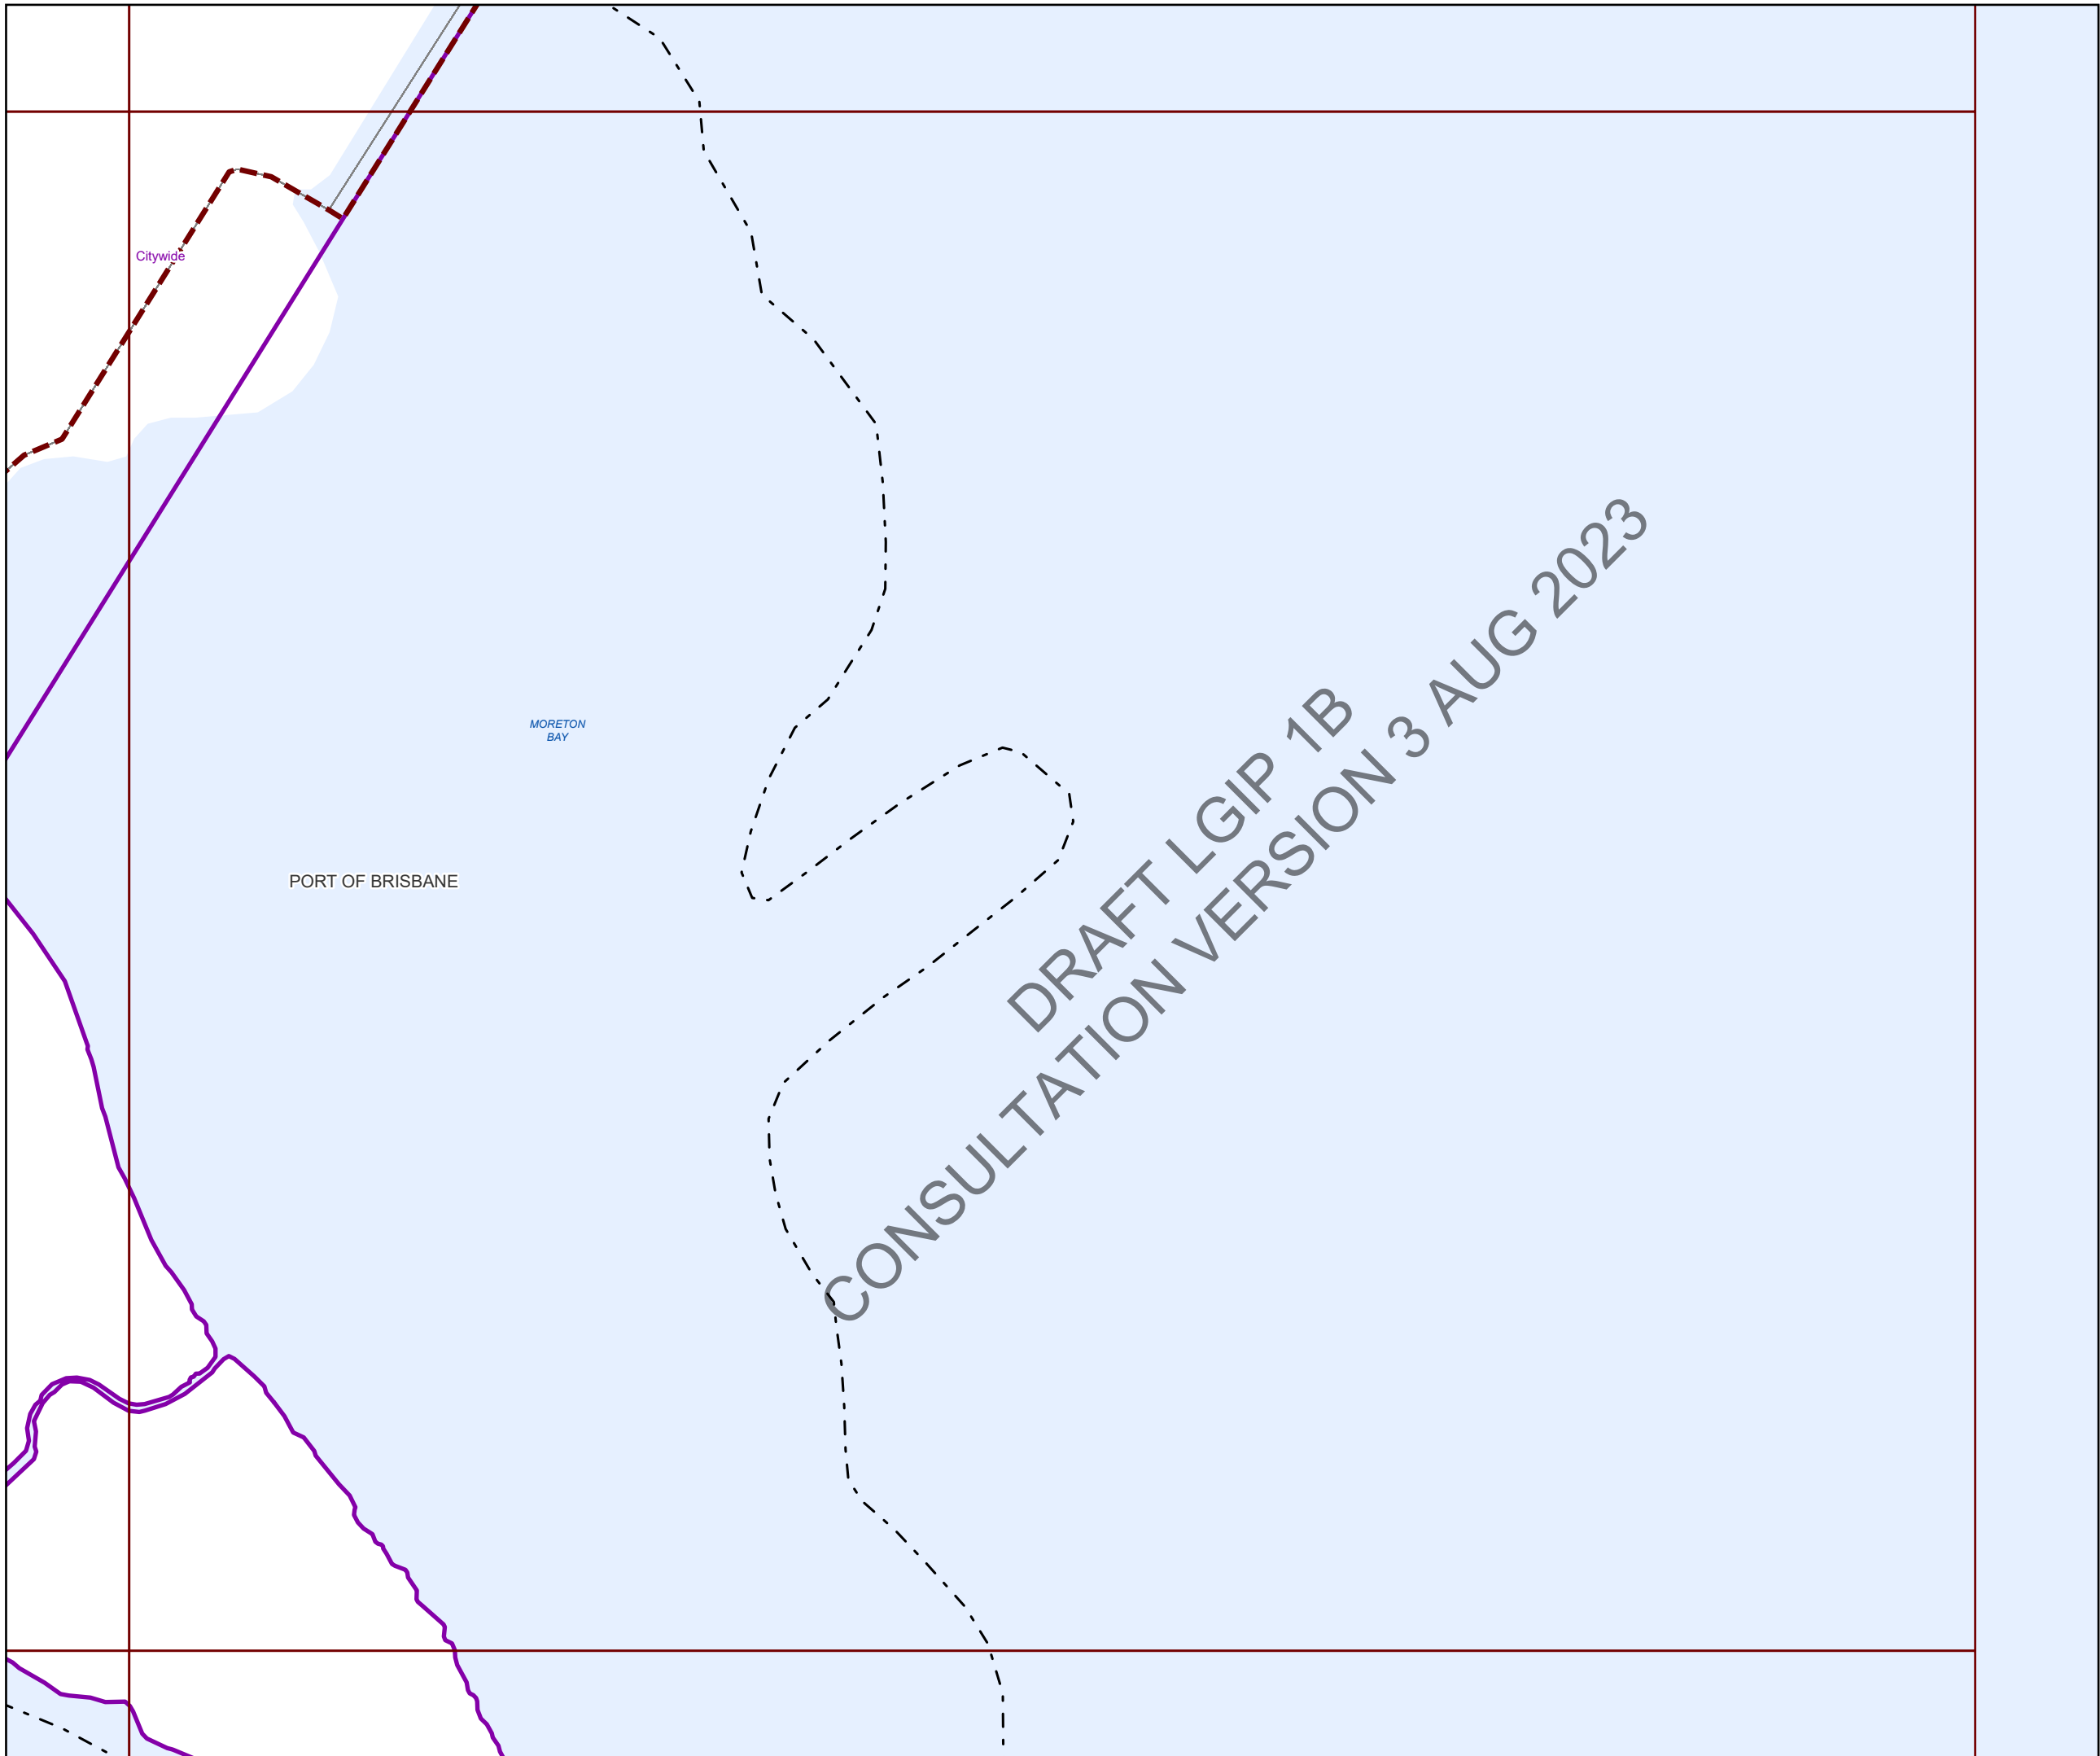 Citywide
MORETON
BAY
PORT OF BRISBANE
DRAFT LGIP 1B
CONSULTATION VERSION 3 AUG 2023